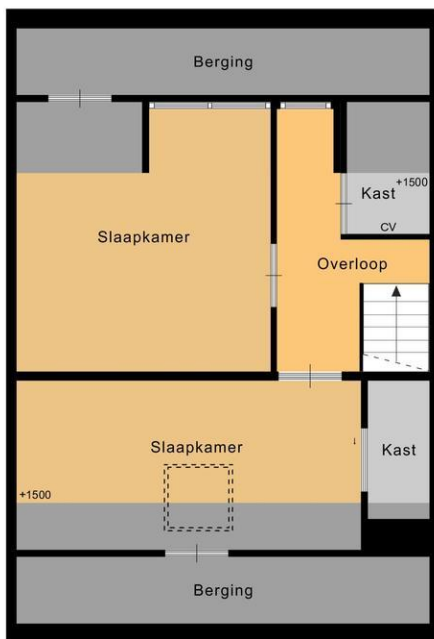 Berging
Kast
+1500
CV
Slaapkamer
Overloop
Slaapkamer
Kast
+1500
Berging